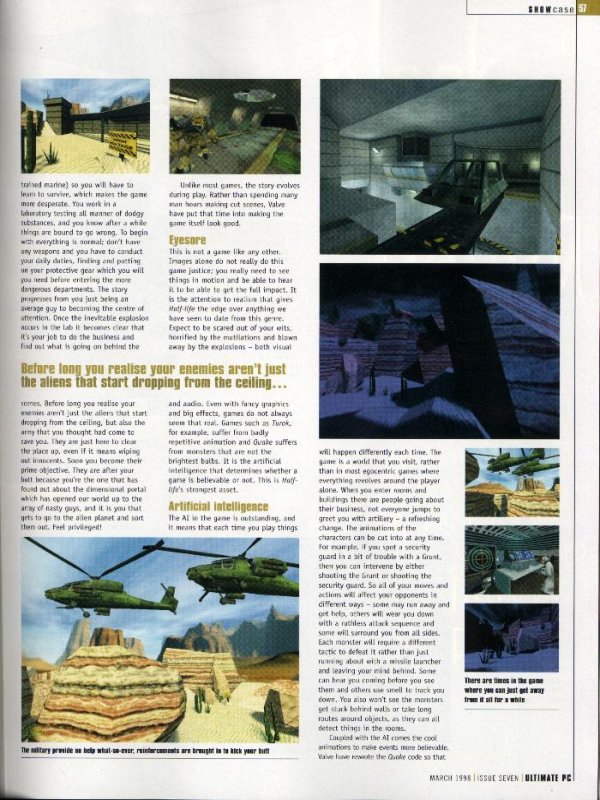 SHOWcase 57
trained marine) so you will have to
learn to survive, which makes the game
more desperate. You work in a
laboratory testing all manner of dodgy
substances, and you know after a while
things are bound to go wrong. To begin
with everything is normal; don't have
any weapons and you have to conduct
your daily duties, finding and putting
on your protective gear which you will
need before entering the more
dangerous departments. The story
progresses from you just being an
average guy to becoming the centre of
attention. Once the inevitable explosion
occurs in the lab it becomes clear that
it's your job to do the business and
find out what is going on behind the
Before long you realise your enemies aren't just
the aliens that start dropping from the ceiling...
scenes. Before long you realise your
enemies aren't just the aliens that start
dropping from the ceiling, but also the
army that you thought had come to
save you. They are just here to clear
the place up, even if it means wiping
out innocents. Soon you become their
prime objective. They are after your
butt because you're the one that has
found out about the dimensional portal
which has opened our world up to the
array of nasty guys, and it is you that
gets to go to the alien planet and sort
them out. Feel privileged!
Unlike most games, the story evolves
during play. Rather than spending many
man hours making cut scenes, Valve
have put that time into making the
game itself look good.
Eyesore
This is not a game like any other.
Images alone do not really do this
game justice; you really need to see
things in motion and be able to hear
it to be able to get the full impact. It
is the attention to realism that gives
Half-life the edge over anything we
have seen to date from this genre.
Expect to be scared out of your wits,
horrified by the mutilations and blown
away by the explosions – both visual
and audio. Even with fancy graphics
and big effects, games do not always
seem that real. Games such as Turok,
for example, suffer from badly
repetitive animation and Quake suffers
from monsters that are not the
brightest bulbs. It is the artificial
intelligence that determines whether a
game is believable or not. This is Half-
life's strongest asset.
Artificial intelligence
The AI in the game is outstanding, and
it means that each time you play things
will happen differently each time. The
game is a world that you visit, rather
than in most egocentric games where
everything revolves around the player
alone. When you enter rooms and
buildings there are people going about
their business, not everyone jumps to
greet you with artillery – a refreshing
change. The animations of the
characters can be cut into at any time.
For example, if you spot a security
guard in a bit of trouble with a Grunt,
then you can intervene by either
shooting the Grunt or shooting the
security guard. So all of your moves and
actions will affect your opponents in
different ways – some may run away and
get help, others will wear you down
with a ruthless attack sequence and
some will surround you from all sides.
Each monster will require a different
tactic to defeat it rather than just
running about with a missile launcher
and leaving your mind behind. Some
can hear you coming before you see
them and others use smell to track you
down. You also won't see the monsters
get stuck behind walls or take long
routes around objects, as they can all
detect things in the rooms.
Coupled with the AI comes the cool
animations to make events more believable.
Valve have rewrote the Quake code so that
The military provide no help what-so-ever, reinforcements are brought in to kick your butt
There are times in the game
where you can just get away
from it all for a while
MARCH 1998 | ISSUE SEVEN | ULTIMATE PC